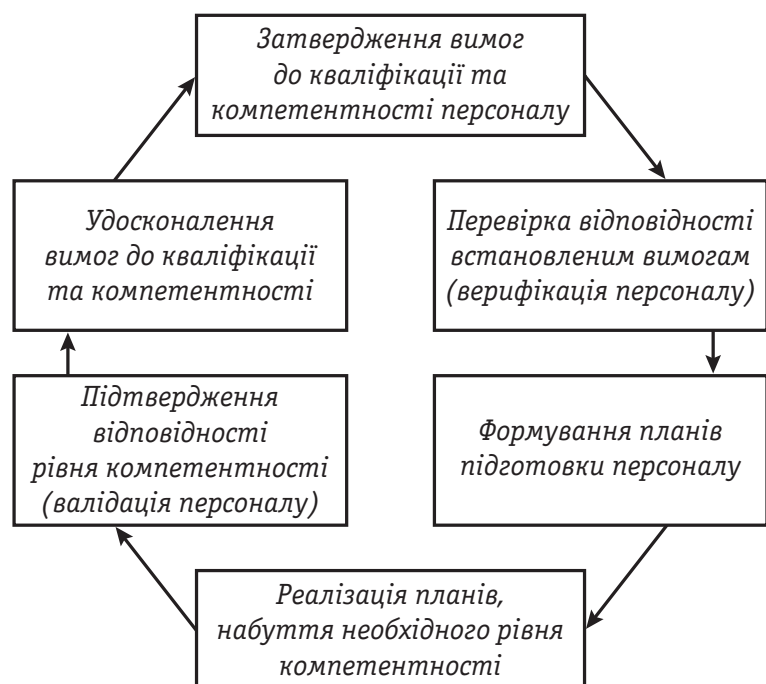 Затвердження вимог
до кваліфікації та
компетентності персоналу
Удосконалення
вимог до кваліфікації
та компетентності
Перевірка відповідності
встановленим вимогам
(верифікація персоналу)
Підтвердження
відповідності
рівня компетентності
(валідація персоналу)
Формування планів
підготовки персоналу
Реалізація планів,
набуття необхідного рівня
компетентності